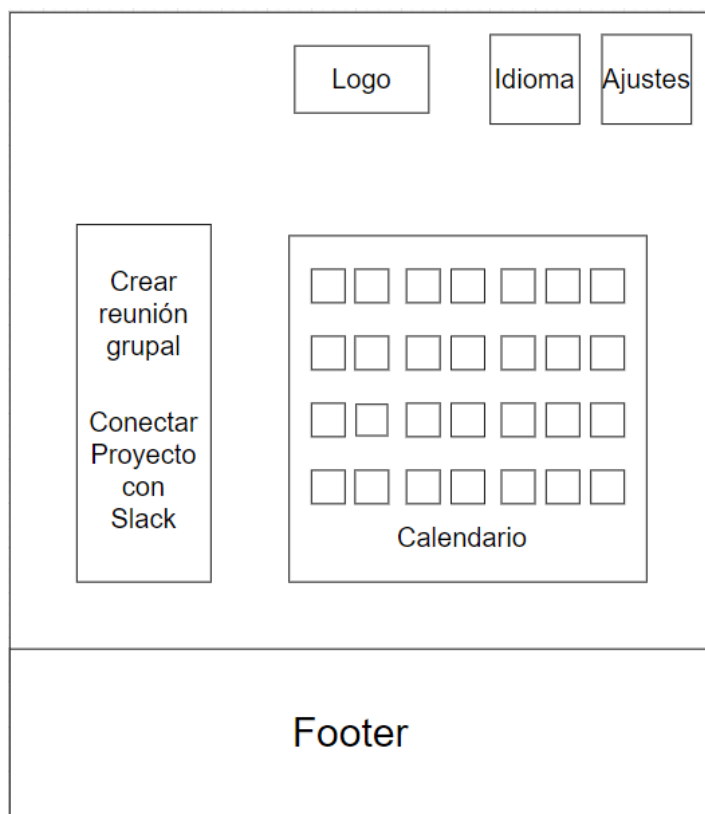 Logo
Idioma
Ajustes
Crear
reunión
grupal
Conectar
Proyecto
con
Slack
Calendario
Footer